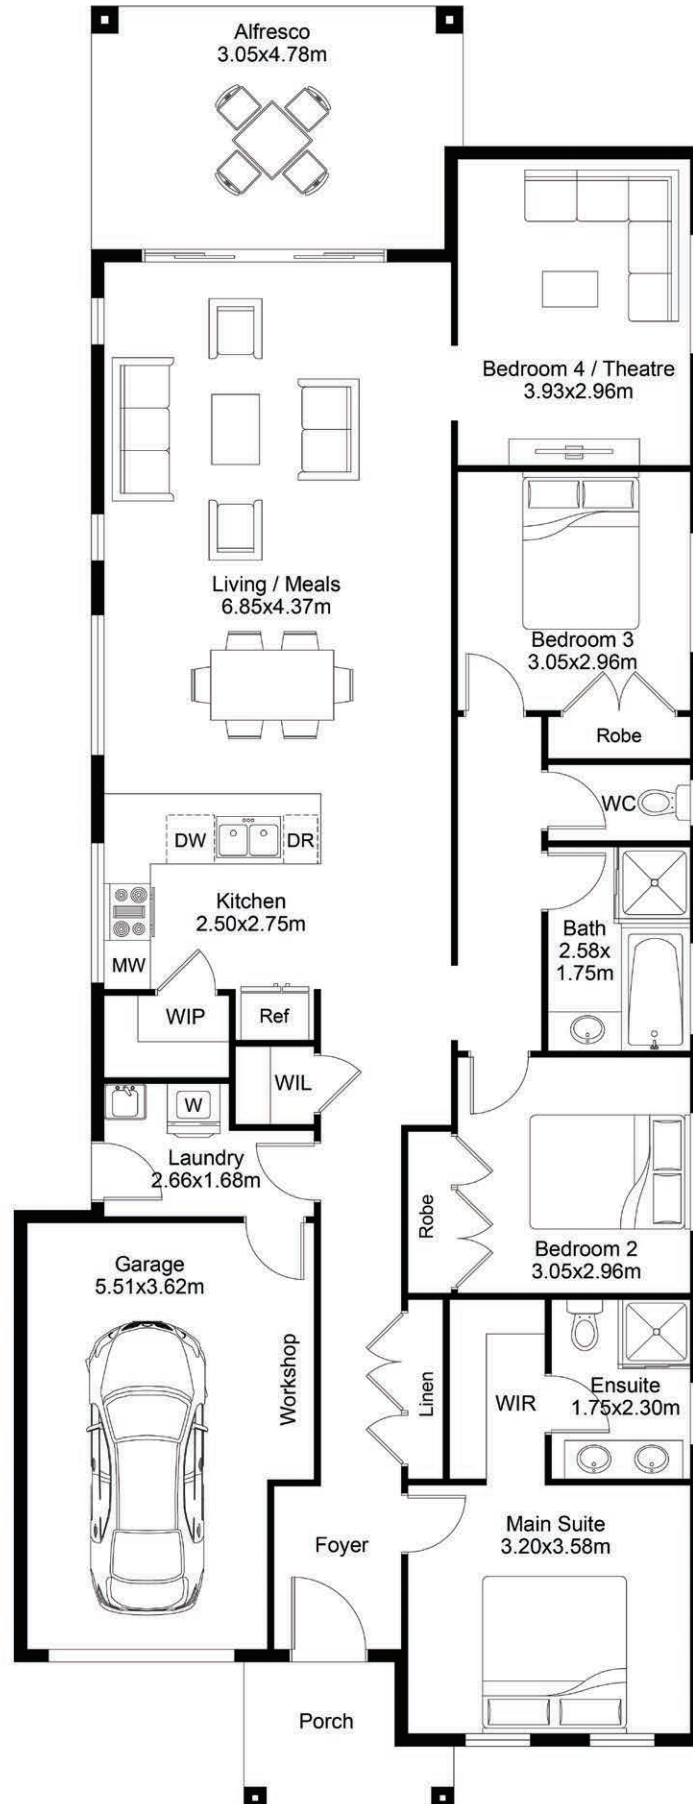 Alfresco
3.05x4.78m
Bedroom 4 / Theatre
3.93x2.96m
Living / Meals
6.85x4.37m
Bedroom 3
3.05x2.96m
Robe
WC
DW
DR
Kitchen
2.50x2.75m
MW
Bath
2.58x
1.75m
WIP
Ref
WIL
W
Laundry
2.66x1.68m
Robe
Bedroom 2
3.05x2.96m
Garage
5.51x3.62m
Workshop
Linen
WIR
Ensuite
1.75x2.30m
Foyer
Main Suite
3.20x3.58m
Porch